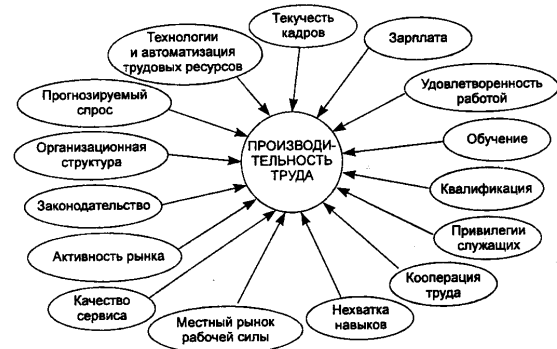 Текучесть
кадров
Технологии
и автоматизация
трудовых ресурсов
Зарплата
Прогнозируемый
спрос
Удовлетворенность
работой
ПРОИЗВОДИ-
ТЕЛЬНОСТЬ
ТРУДА
Организационная
структура
Обучение
Законодательство
Квалификация
Активность рынка
Привилегии
служащих
Качество
сервиса
Кооперация
труда
Местный рынок
рабочей силы
Нехватка
навыков